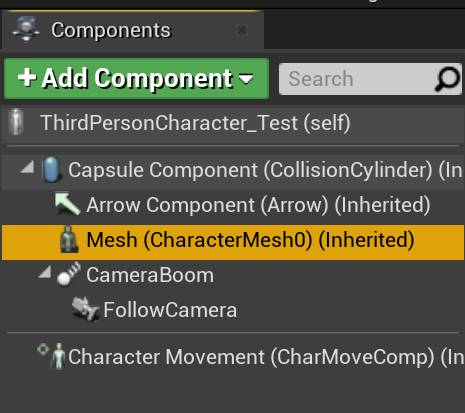 Components
+ Add Component
Search
ThirdPersonCharacter_Test (self)
Capsule Component (CollisionCylinder) (In
Arrow Component (Arrow) (Inherited)
Mesh (CharacterMesh0) (Inherited)
CameraBoom
FollowCamera
Character Movement (CharMoveComp) (In